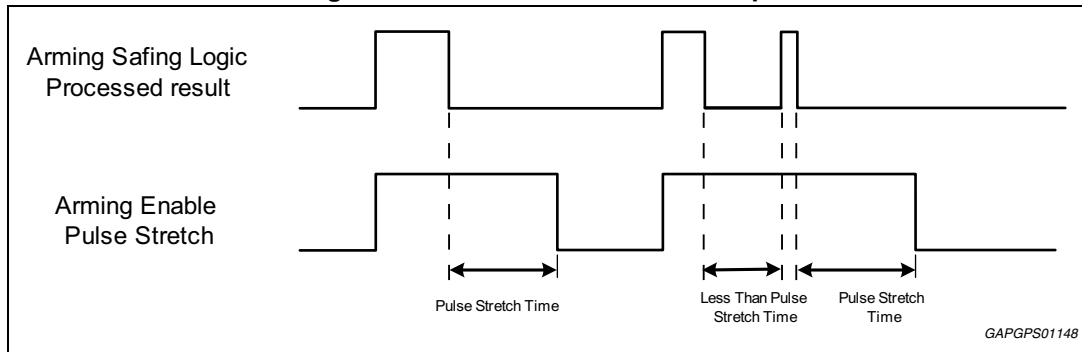 Arming Safing Logic
Processed result
Arming Enable
Pulse Stretch
Pulse Stretch Time
Less Than Pulse
Stretch Time
Pulse Stretch
Time
GAPGPS01148